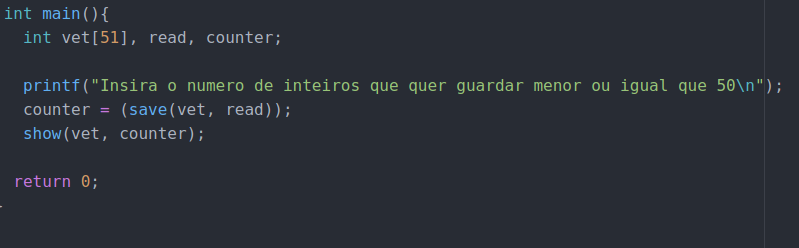 int main(){
int vet[51], read, counter;
printf("Insira o numero de inteiros que quer guardar menor ou igual que 50\n");
counter = (save(vet, read));
show(vet, counter);
return 0;